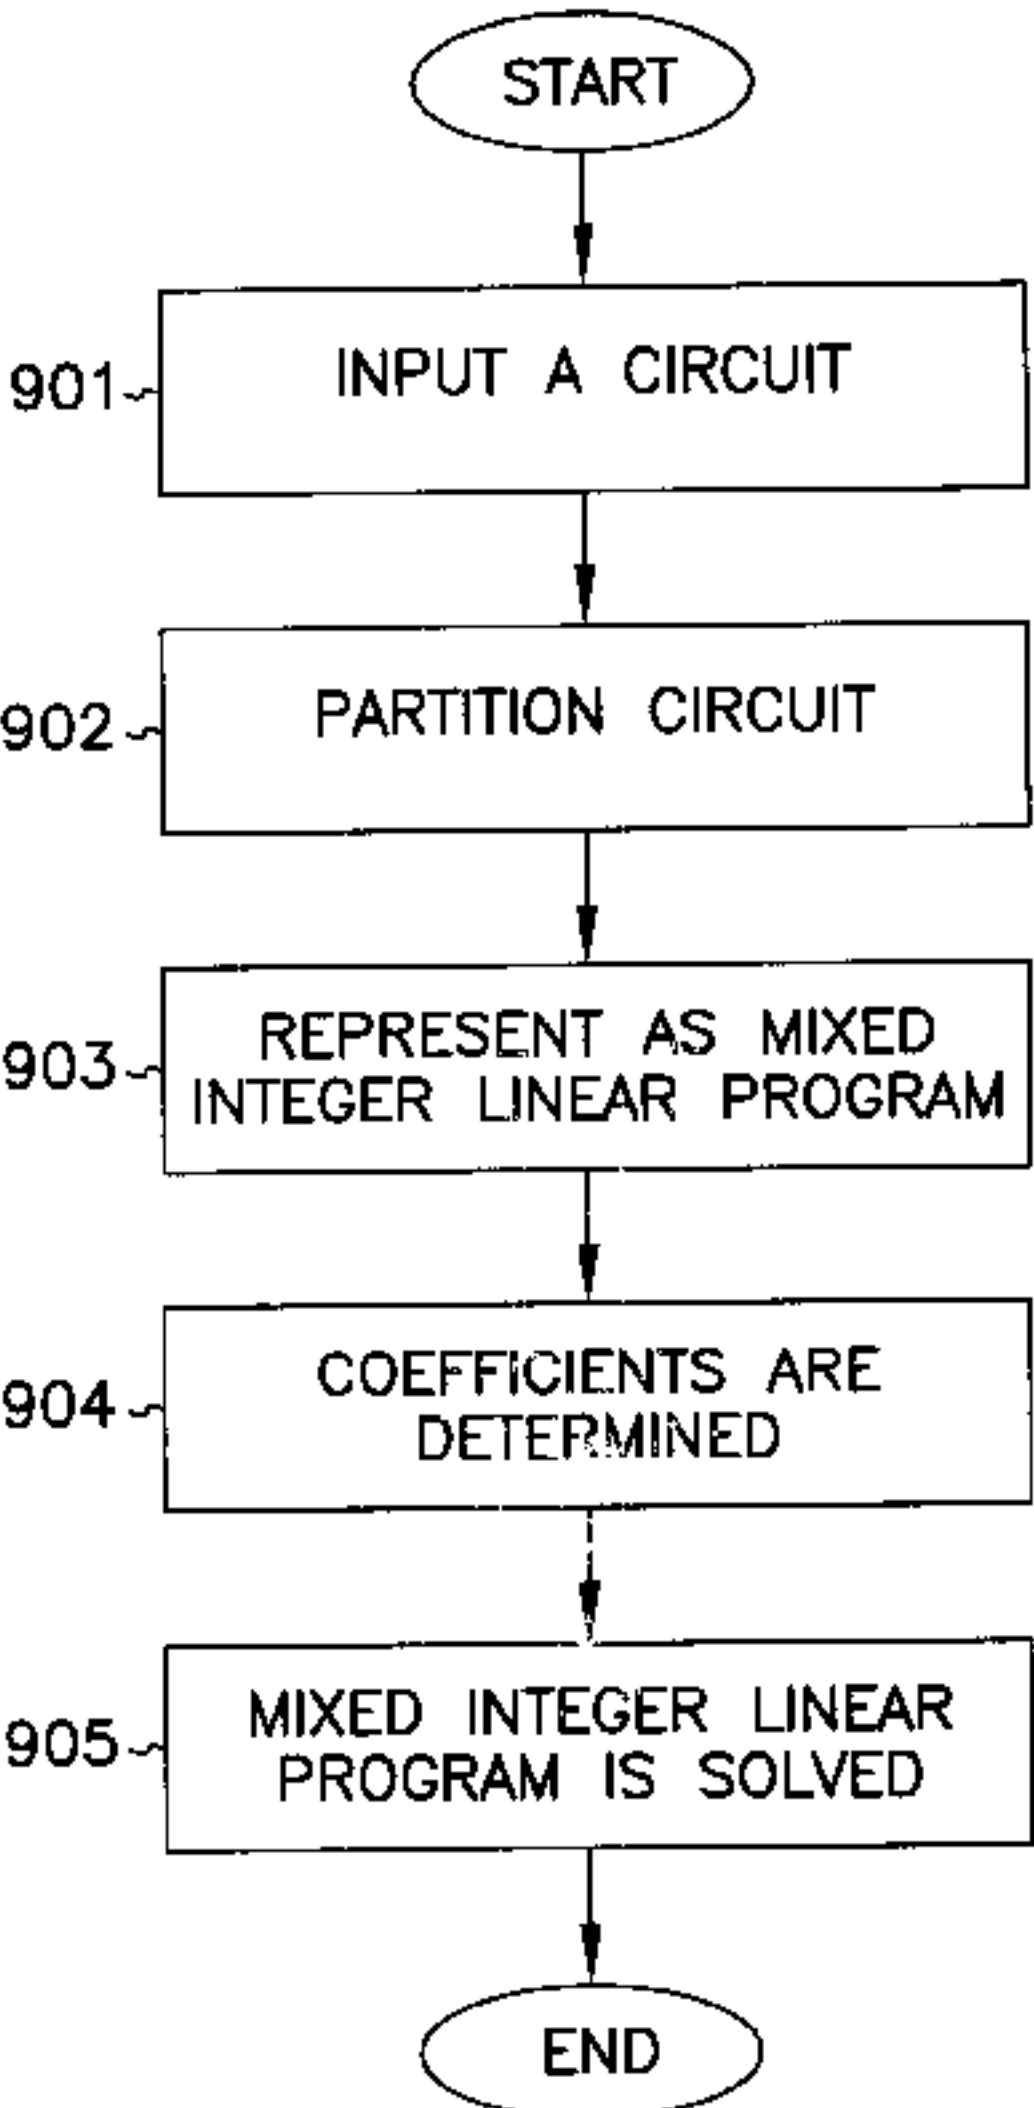 START
901
INPUT A CIRCUIT
902
PARTITION CIRCUIT
903
REPRESENT AS MIXED
INTEGER LINEAR PROGRAM
904
COEFFICIENTS ARE
DETERMINED
905
MIXED INTEGER LINEAR
PROGRAM IS SOLVED
END